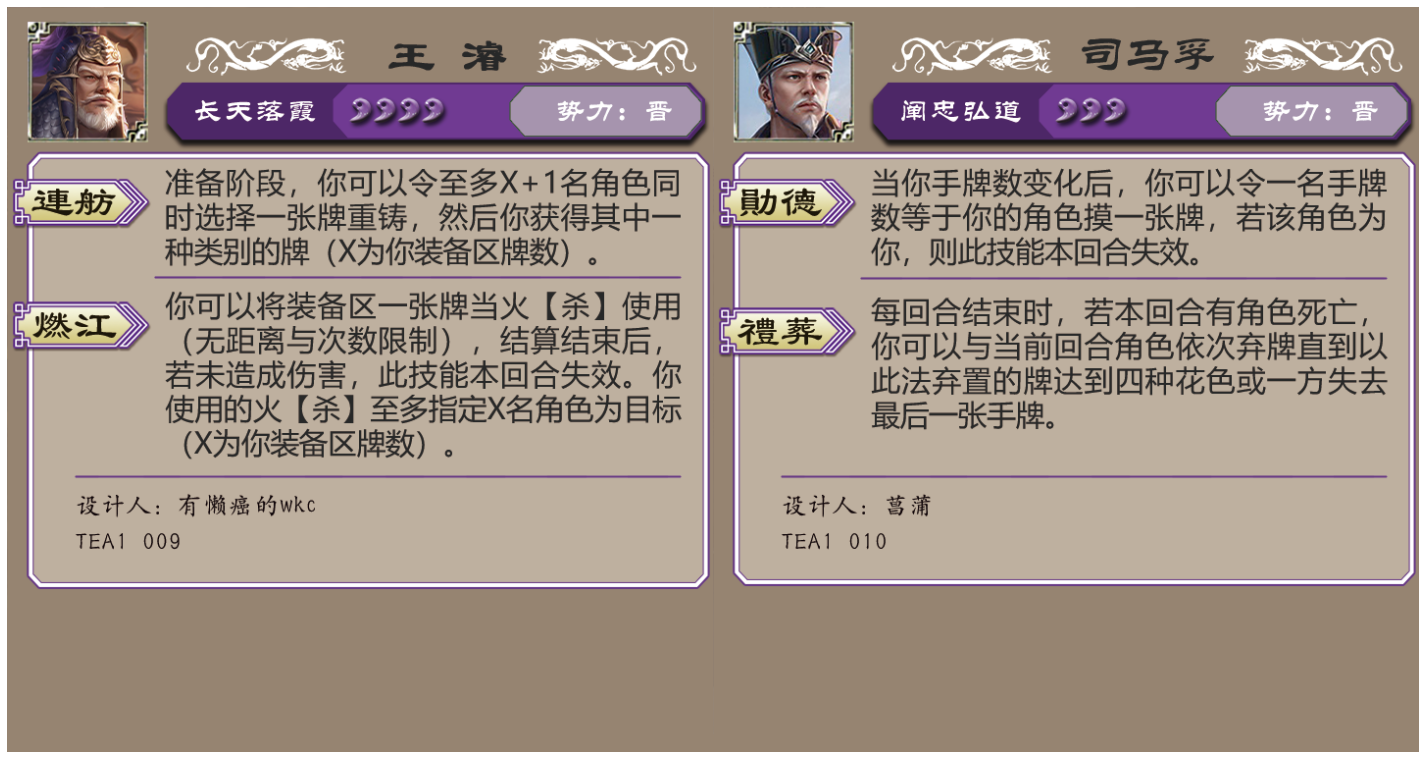 王濬
长天落霞
势力：晋
連舫
准备阶段，你可以令至多X+1名角色同
时选择一张牌重铸，然后你获得其中一
种类别的牌（X为你装备区牌数）。
燃江
你可以将装备区一张牌当火【杀】使用
（无距离与次数限制），结算结束后，
若未造成伤害，此技能本回合失效。你
使用的火【杀】至多指定X名角色为目标
（X为你装备区牌数）。
设计人：有懒癌的wkc
TEA1 009
司马孚
阐忠弘道
势力：晋
勛德
当你手牌数变化后，你可以令一名手牌
数等于你的角色摸一张牌，若该角色为
你，则此技能本回合失效。
禮葬
每回合结束时，若本回合有角色死亡，
你可以与当前回合角色依次弃牌直到以
此法弃置的牌达到四种花色或一方失去
最后一张手牌。
设计人：菖蒲
TEA1 010